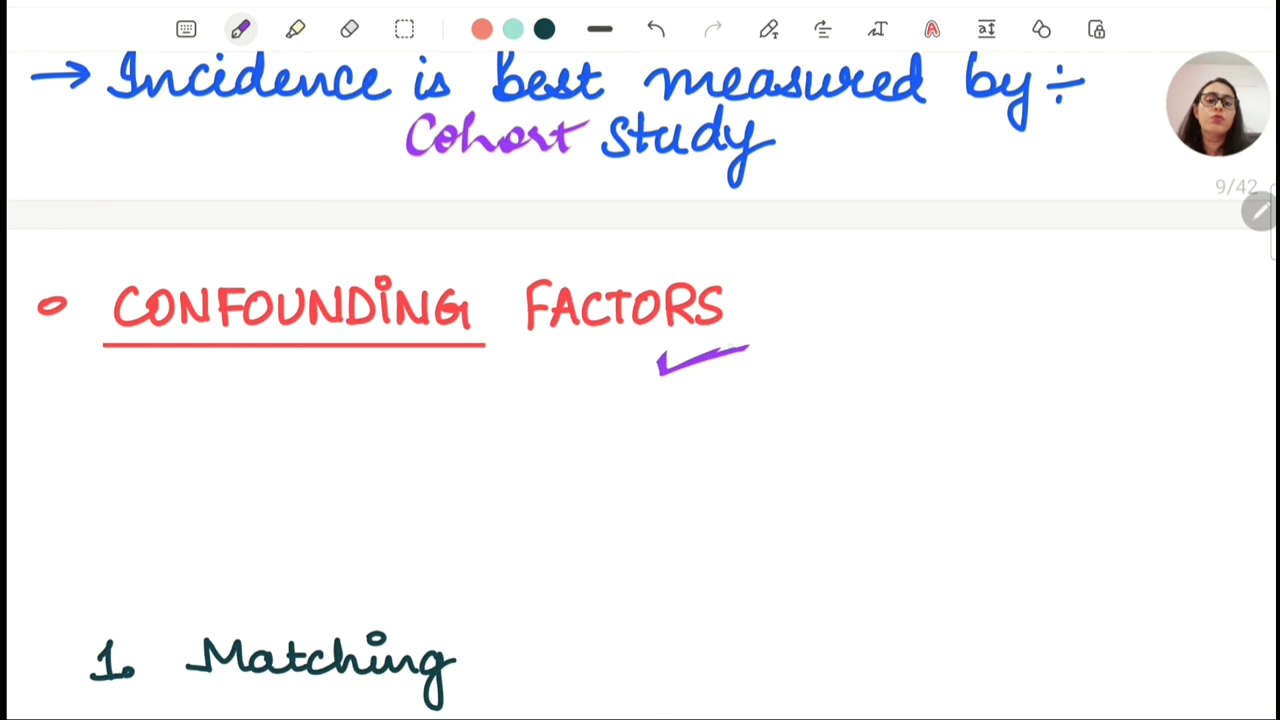 → Incidence is best measured by ÷
Cohort study
9/42
○ CONFOUNDING FACTORS
1. Matching